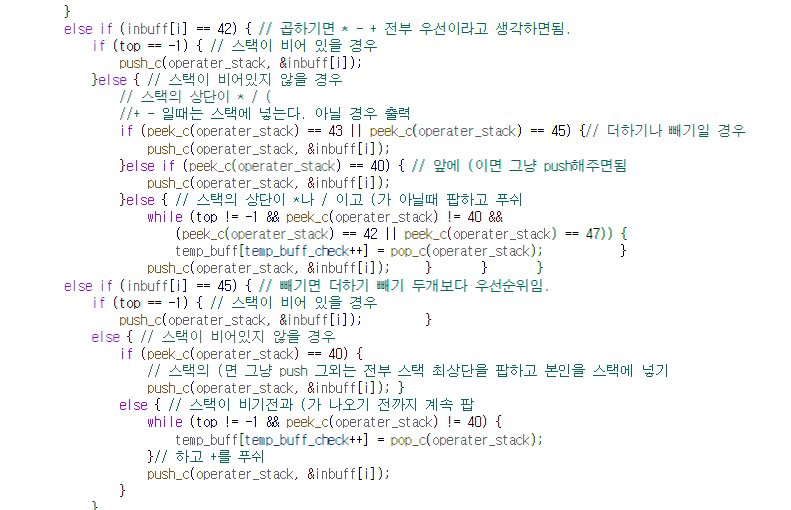 }
else if (inbuff[i] == 42) { // 곱하기면 * - + 전부 우선이라고 생각하면됨.
if (top == -1) { // 스택이 비어 있을 경우
push_c(operater_stack, &inbuff[i]);
}else { // 스택이 비어있지 않을 경우
// 스택의 상단이 * / (
//+ - 일때는 스택에 넣는다. 아닐 경우 출력
if (peek_c(operater_stack) == 43 || peek_c(operater_stack) == 45) {// 더하기나 빼기일 경우
push_c(operater_stack, &inbuff[i]);
}else if (peek_c(operater_stack) == 40) { // 앞에 (이면 그냥 push해주면됨
push_c(operater_stack, &inbuff[i]);
}else { // 스택의 상단이 *나 / 이고 (가 아닐때 팝하고 푸쉬
while (top != -1 && peek_c(operater_stack) != 40 &&
(peek_c(operater_stack) == 42 || peek_c(operater_stack) == 47)) {
temp_buff[temp_buff_check++] = pop_c(operater_stack); }
push_c(operater_stack, &inbuff[i]); } } }
else if (inbuff[i] == 45) { // 빼기면 더하기 빼기 두개보다 우선순위임.
if (top == -1) { // 스택이 비어 있을 경우
push_c(operater_stack, &inbuff[i]); }
else { // 스택이 비어있지 않을 경우
if (peek_c(operater_stack) == 40) {
// 스택의 (면 그냥 push 그외는 전부 스택 최상단을 팝하고 본인을 스택에 넣기
push_c(operater_stack, &inbuff[i]); }
else { // 스택이 비기전과 (가 나오기 전까지 계속 팝
while (top != -1 && peek_c(operater_stack) != 40) {
temp_buff[temp_buff_check++] = pop_c(operater_stack);
}// 하고 +를 푸쉬
push_c(operater_stack, &inbuff[i]);
}
}